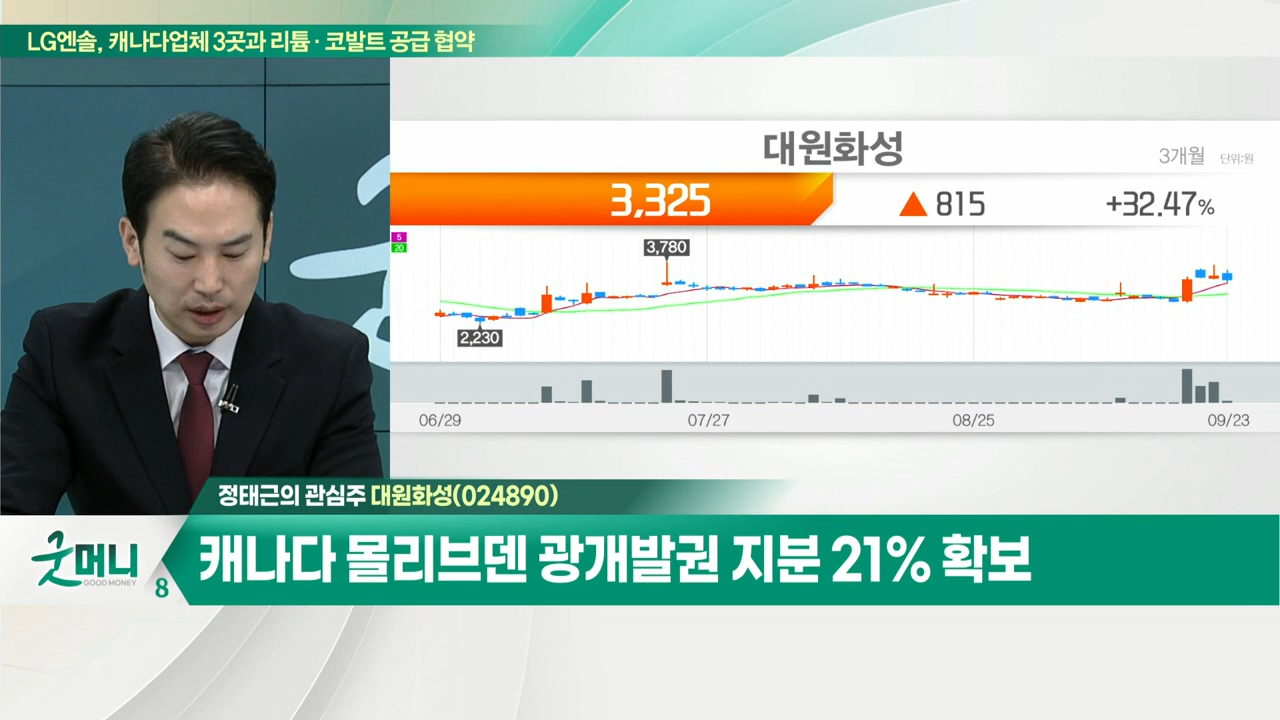 LG엔솔, 캐나다업체 3곳과 리튬· 코발트 공급 협약
대원화성
3개월 단위:원
3,325 ▲ 815 +32.47%
5
20
3,780
2,230
06/29 07/27 08/25 09/23
정태근의 관심주 대원화성(024890)
굿머니
GOOD MONEY
8
캐나다 몰리브덴 광개발권 지분 21% 확보